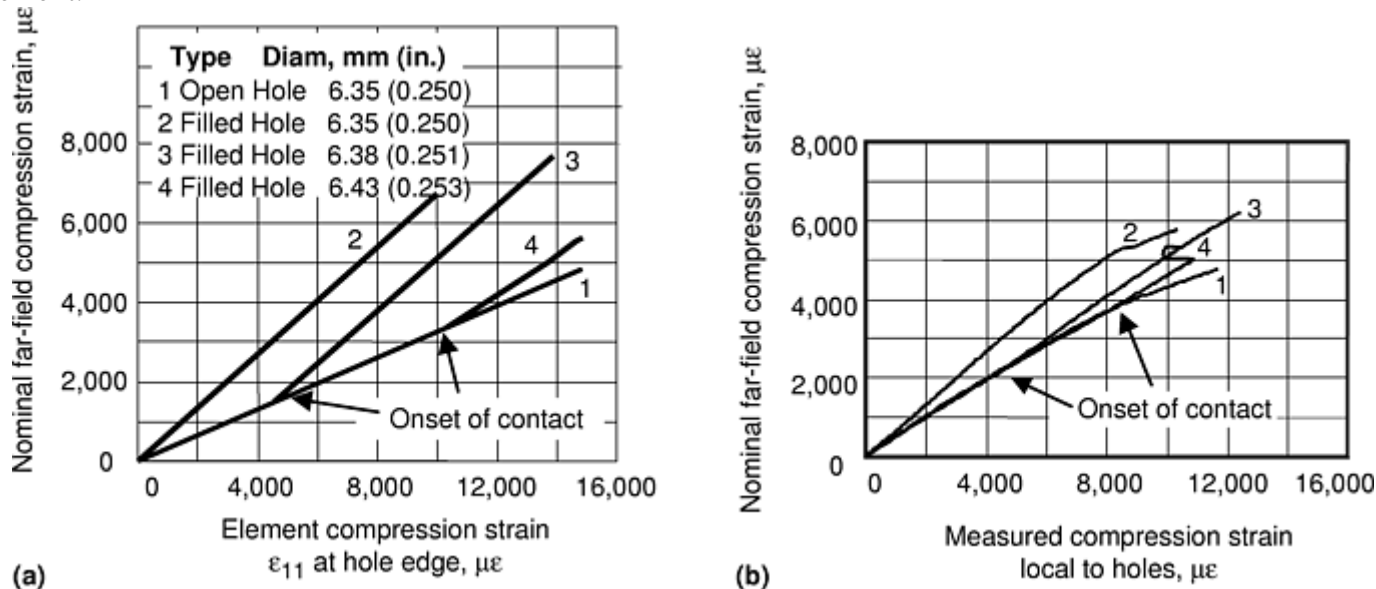 Nominal far-field compression strain, με
Type Diam, mm (in.)
1 Open Hole 6.35 (0.250)
2 Filled Hole 6.35 (0.250)
3 Filled Hole 6.38 (0.251)
4 Filled Hole 6.43 (0.253)
8,000
6,000
4,000
2,000
0
2
3
4
1
Onset of contact
0 4,000 8,000 12,000 16,000
Element compression strain
ε11 at hole edge, με
(a)
Nominal far-field compression strain, με
8,000
6,000
4,000
2,000
0
2
3
4
1
Onset of contact
0 4,000 8,000 12,000 16,000
Measured compression strain
local to holes, με
(b)